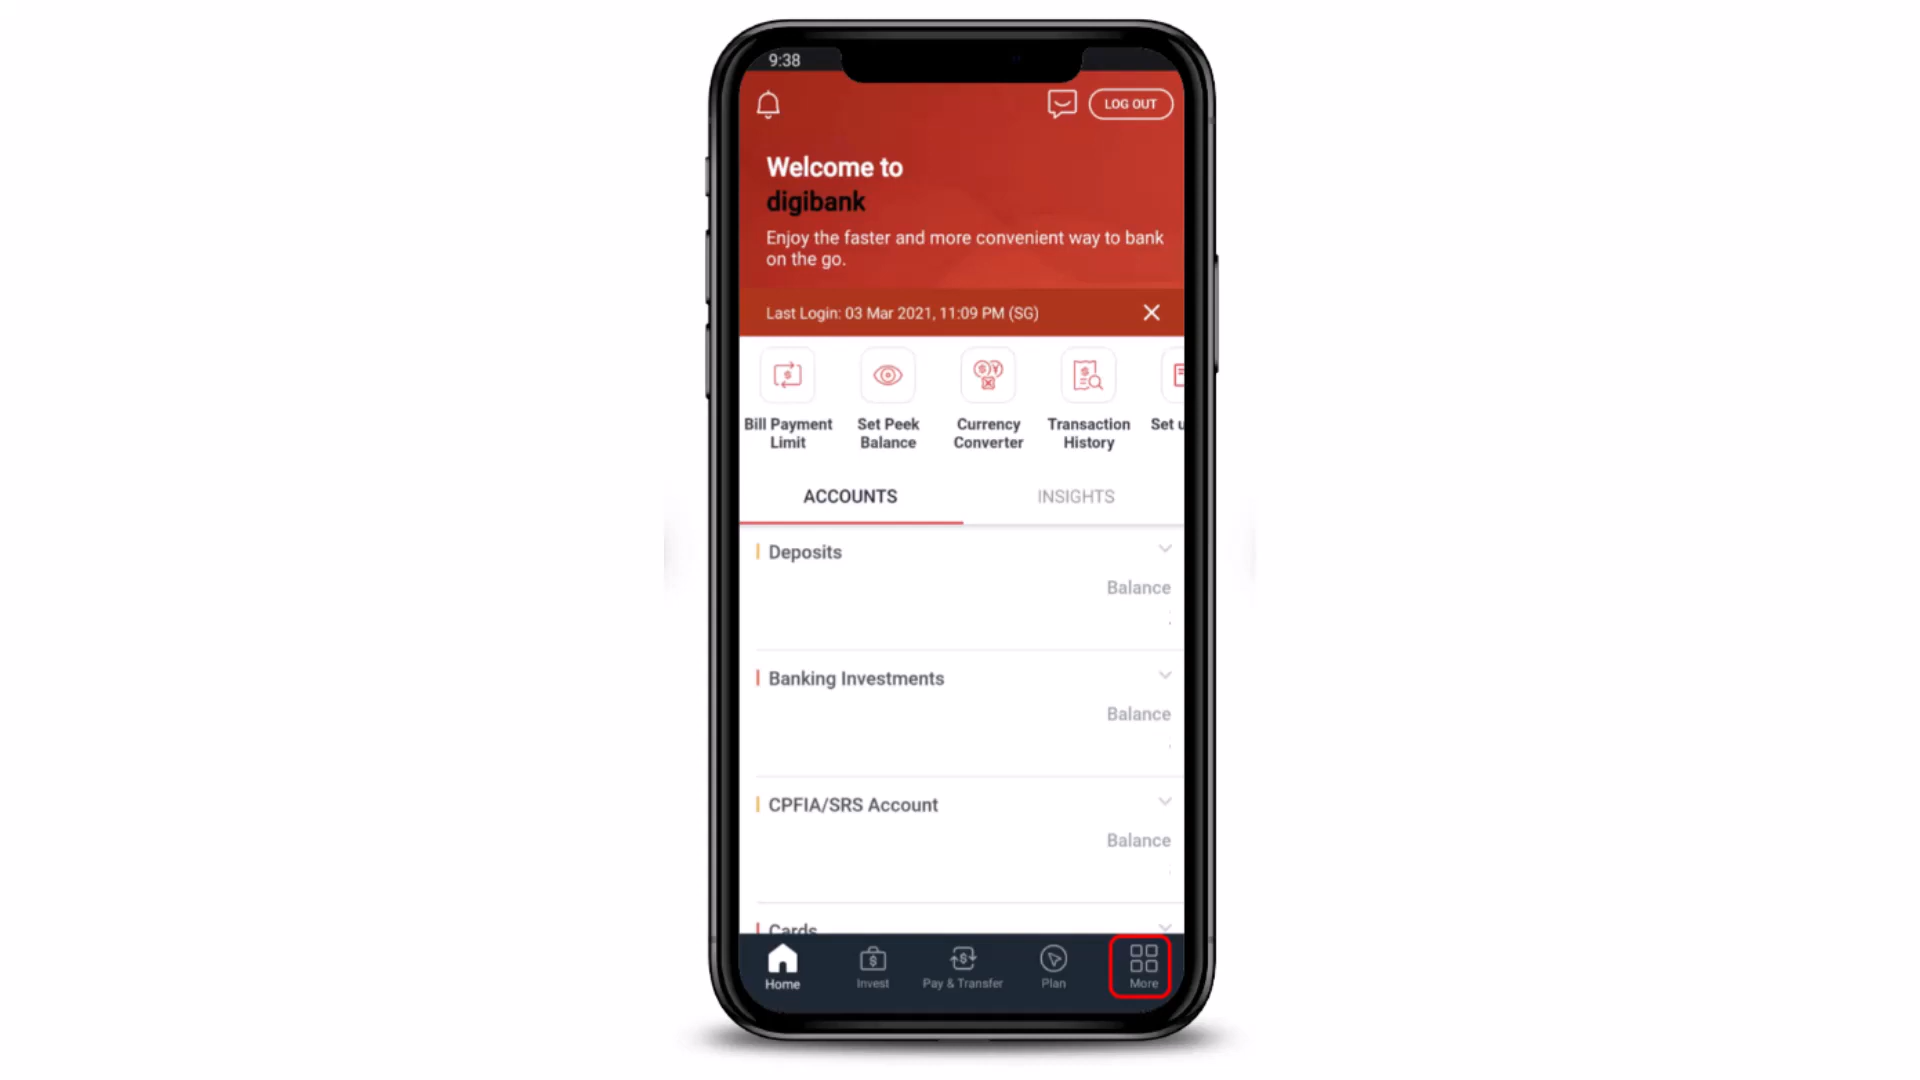 9:38
LOG OUT
Welcome to
digibank
Enjoy the faster and more convenient way to bank
on the go.
Last Login: 03 Mar 2021, 11:09 PM (SG)
Bill Payment
Limit
Set Peek
Balance
Currency
Converter
Transaction
History
Set u
ACCOUNTS
INSIGHTS
Deposits
Balance
Banking Investments
Balance
CPFIA/SRS Account
Balance
Cards
Home
Invest
Pay & Transfer
Plan
More